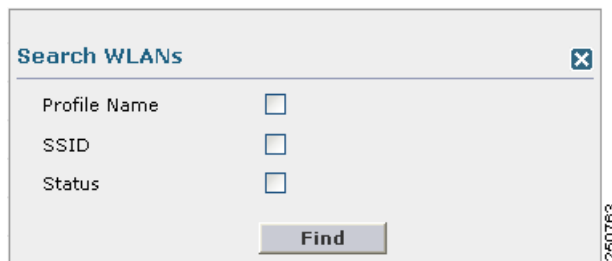 Search WLANs
Profile Name
SSID
Status
Find
250763